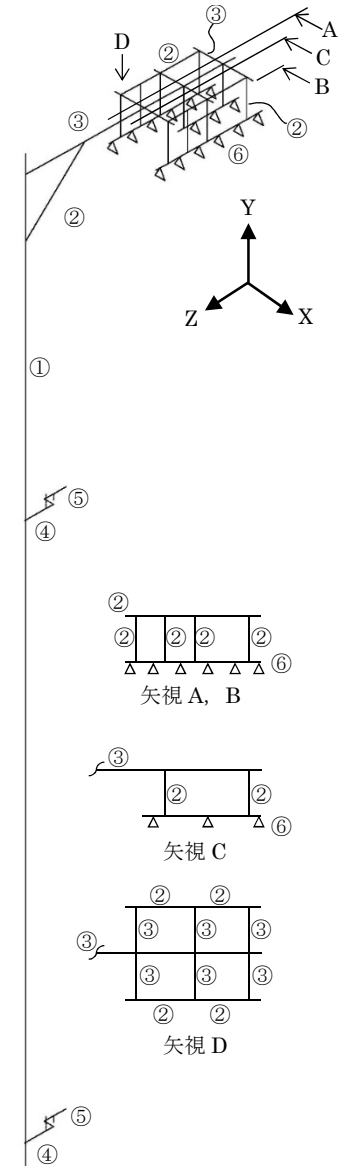 ③
A
D
②
C
B
③
②
⑥
②
Y
Z
X
①
⑤
④
②
② ② ② ②
⑥
矢視 A, B
③
② ②
⑥
矢視 C
② ②
③ ③ ③
③
③ ③ ③
② ②
矢視 D
⑤
④